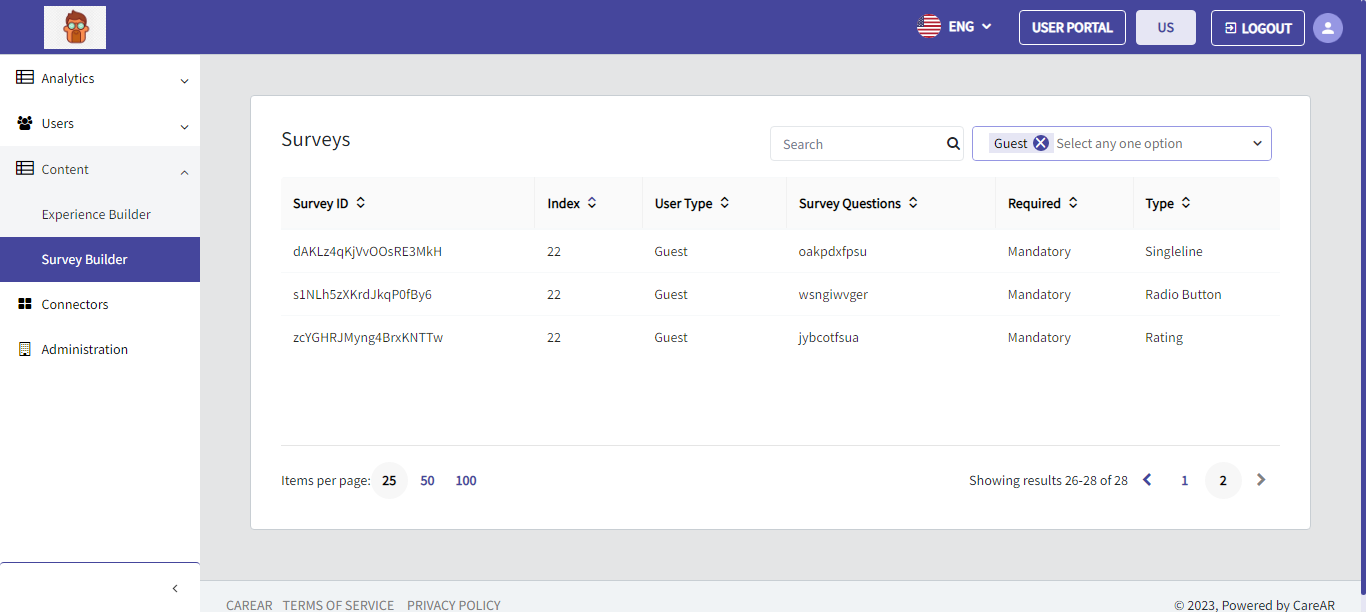 ENG USER PORTAL US LOGOUT
Analytics
Users
Content
Experience Builder
Survey Builder
Connectors
Administration
Surveys Search Guest Select any one option
Survey ID Index User Type Survey Questions Required Type
dAKLz4qKjVvOOsRE3MkH 22 Guest oakpdxfpsu Mandatory Singleline
s1NLh5zXKrdJkqP0fBy6 22 Guest wsngiwvger Mandatory Radio Button
zcYGHRJMyng4BrxKNTTw 22 Guest jybcotfsua Mandatory Rating
Items per page: 25 50 100 Showing results 26-28 of 28 1 2
CAREAR TERMS OF SERVICE PRIVACY POLICY © 2023, Powered by CareAR